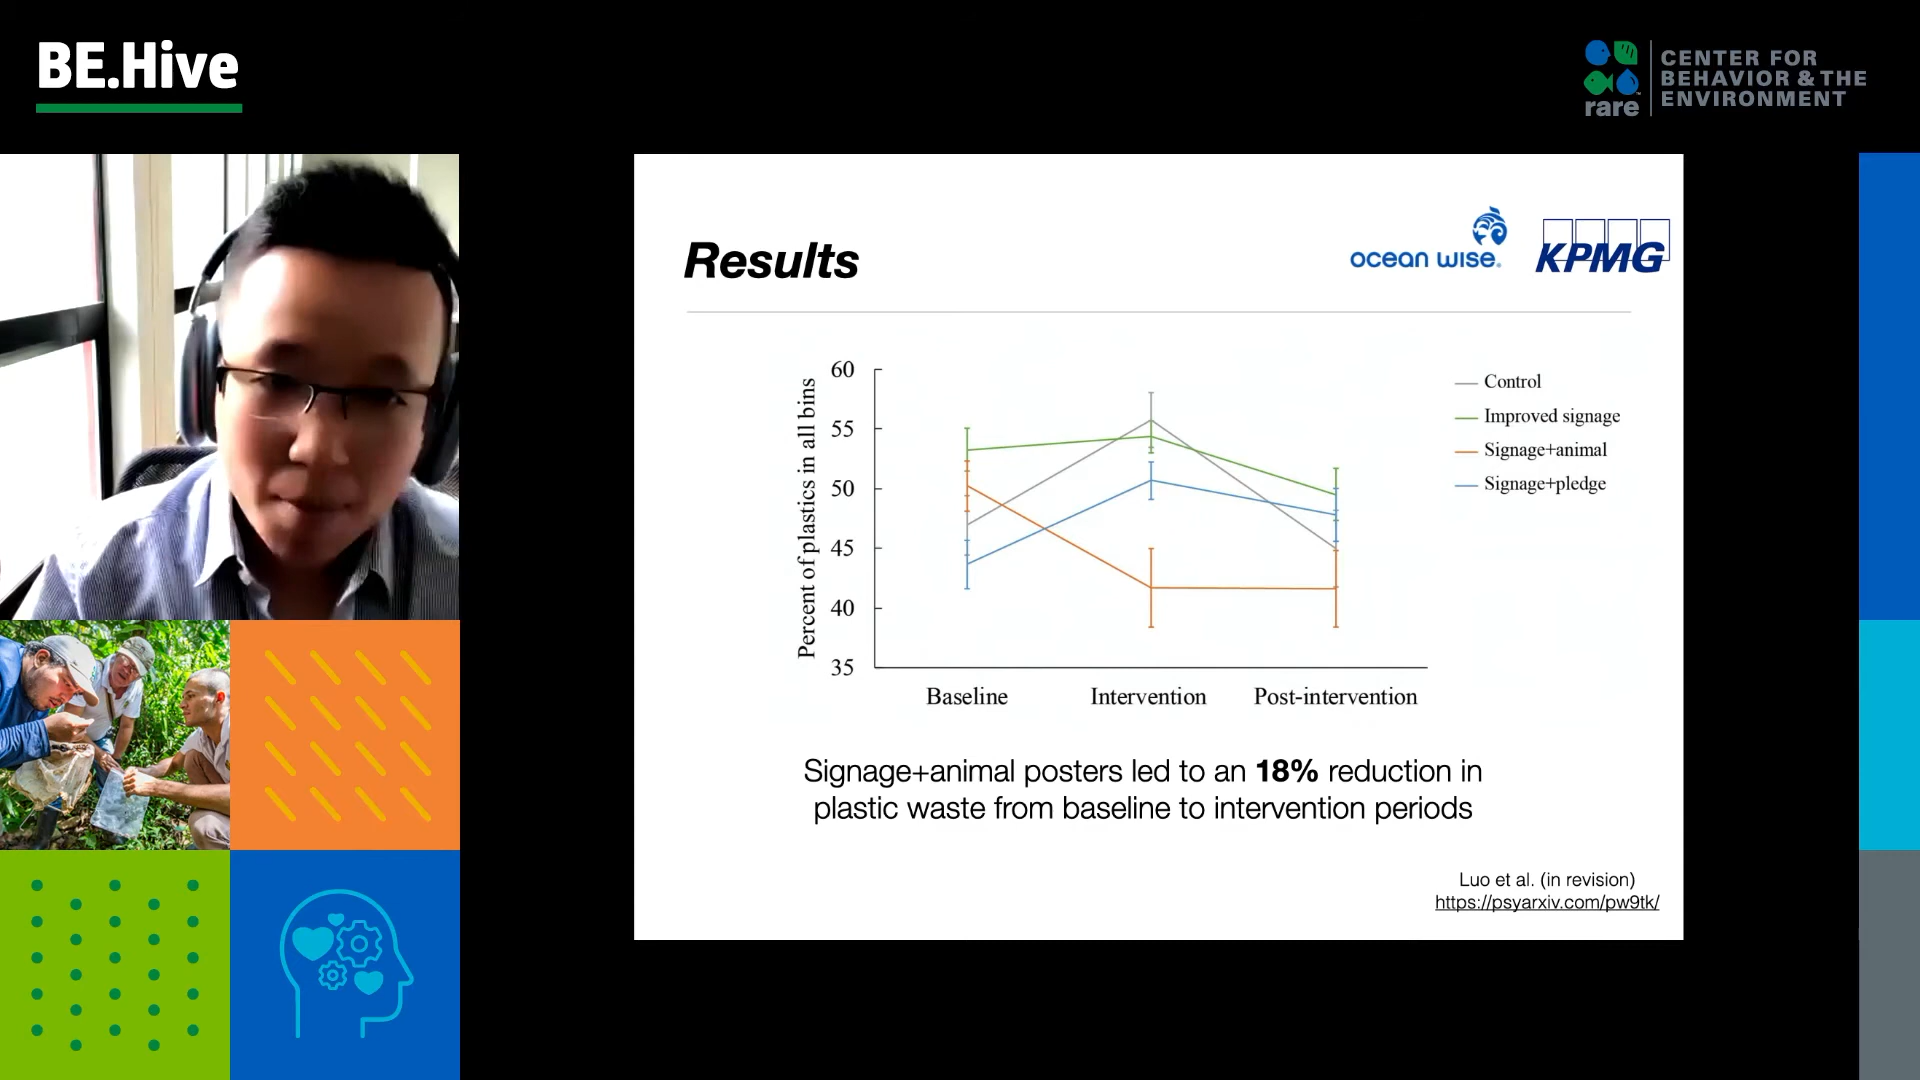 BE.Hive
rare
CENTER FOR
BEHAVIOR & THE
ENVIRONMENT
Results
ocean wise
KPMG
Percent of plastics in all bins
60
55
50
45
40
35
Baseline Intervention Post-intervention
Control
Improved signage
Signage+animal
Signage+pledge
Signage+animal posters led to an 18% reduction in
plastic waste from baseline to intervention periods
Luo et al. (in revision)
https://psyarxiv.com/pw9tk/